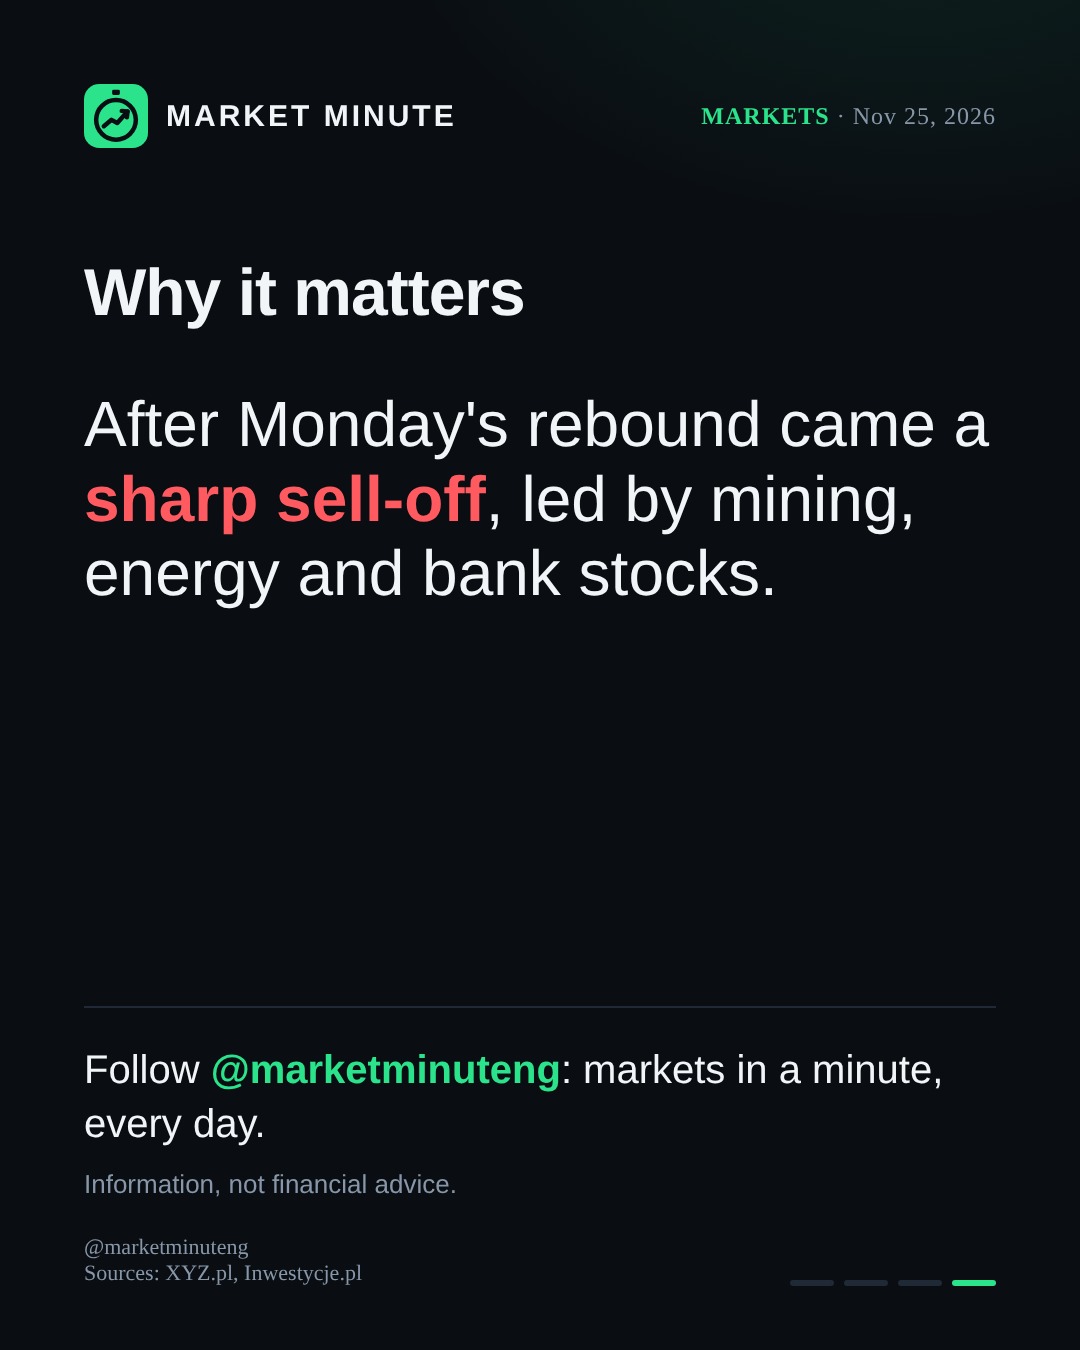 MARKET MINUTE
MARKETS · Nov 25, 2026
Why it matters
After Monday's rebound came a
sharp sell-off, led by mining,
energy and bank stocks.
Follow @marketminuteng: markets in a minute,
every day.
Information, not financial advice.
@marketminuteng
Sources: XYZ.pl, Inwestycje.pl